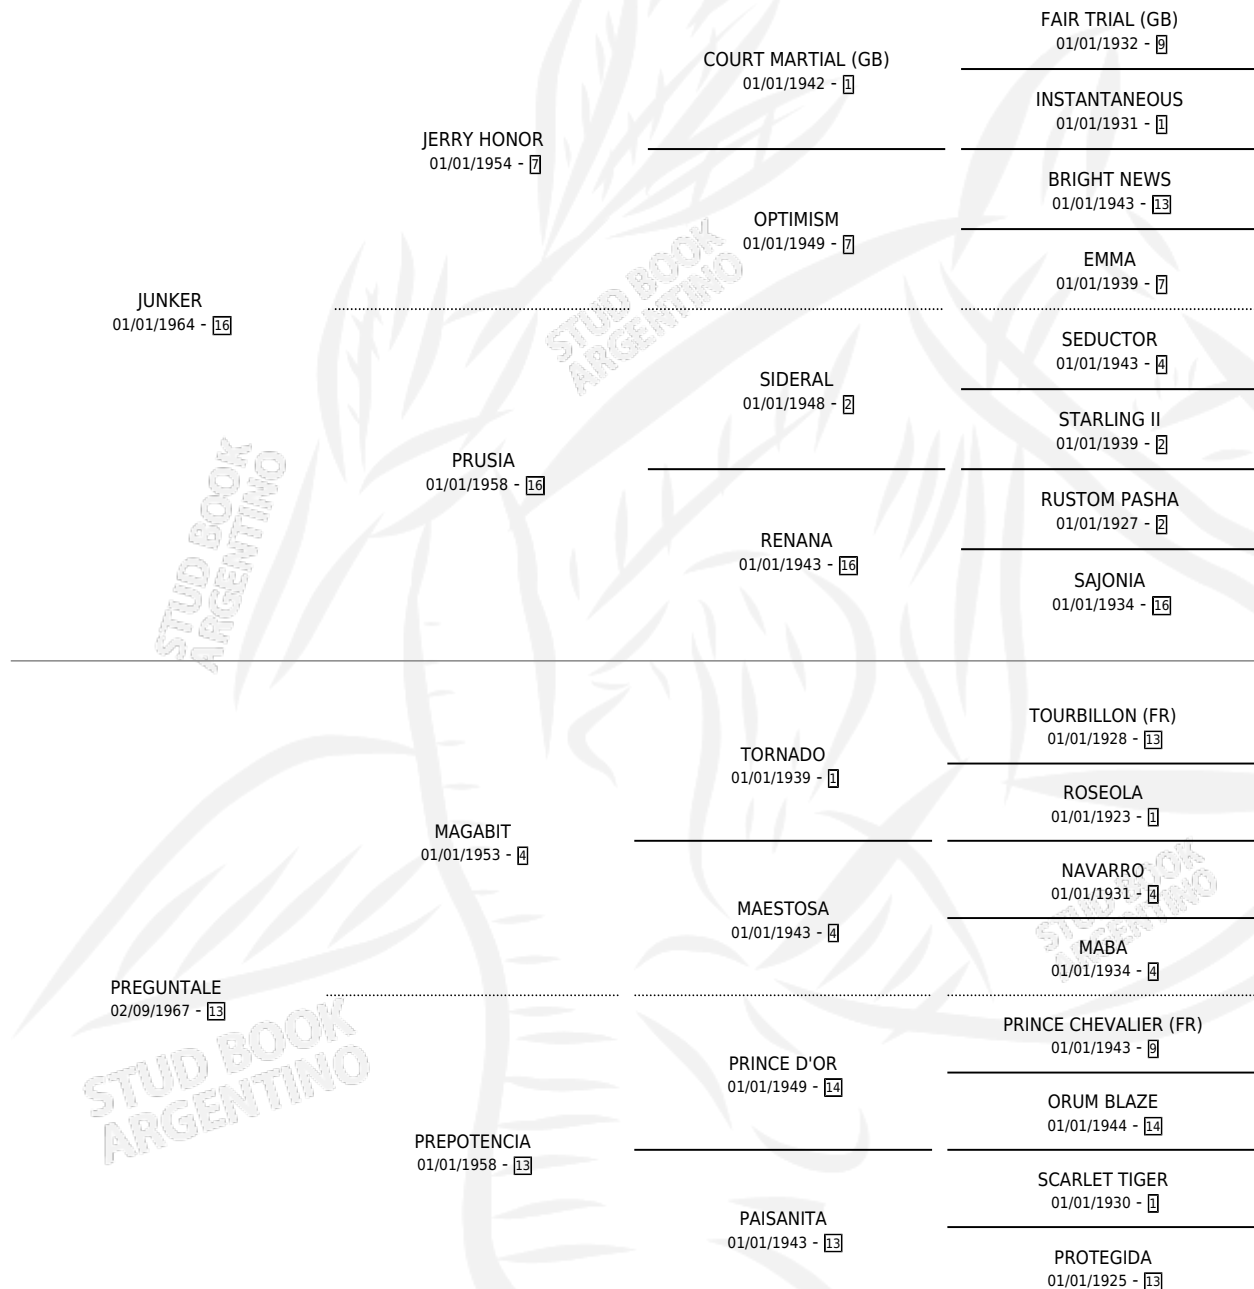 FAIR TRIAL (GB)
01/01/1932 - 9
COURT MARTIAL (GB)
01/01/1942 - 1
INSTANTANEOUS
01/01/1931 - 1
JERRY HONOR
01/01/1954 - 7
BRIGHT NEWS
01/01/1943 - 13
OPTIMISM
01/01/1949 - 7
EMMA
01/01/1939 - 7
JUNKER
01/01/1964 - 16
SEDUCTOR
01/01/1943 - 4
SIDERAL
01/01/1948 - 2
STARLING II
01/01/1939 - 2
PRUSIA
01/01/1958 - 16
RUSTOM PASHA
01/01/1927 - 2
RENANA
01/01/1943 - 16
SAJONIA
01/01/1934 - 16
TOURBILLON (FR)
01/01/1928 - 13
TORNADO
01/01/1939 - 1
ROSEOLA
01/01/1923 - 1
MAGABIT
01/01/1953 - 4
NAVARRO
01/01/1931 - 4
MAESTOSA
01/01/1943 - 4
MABA
01/01/1934 - 4
PREGUNTALE
02/09/1967 - 13
PRINCE CHEVALIER (FR)
01/01/1943 - 9
PRINCE D'OR
01/01/1949 - 14
ORUM BLAZE
01/01/1944 - 14
PREPOTENCIA
01/01/1958 - 13
SCARLET TIGER
01/01/1930 - 1
PAISANITA
01/01/1943 - 13
PROTEGIDA
01/01/1925 - 13
STUD BOOK
ARGENTINO
STUD BOOK
ARGENTINO
STUD BOOK
ARGENTINO
STUD BOOK
ARGENTINO